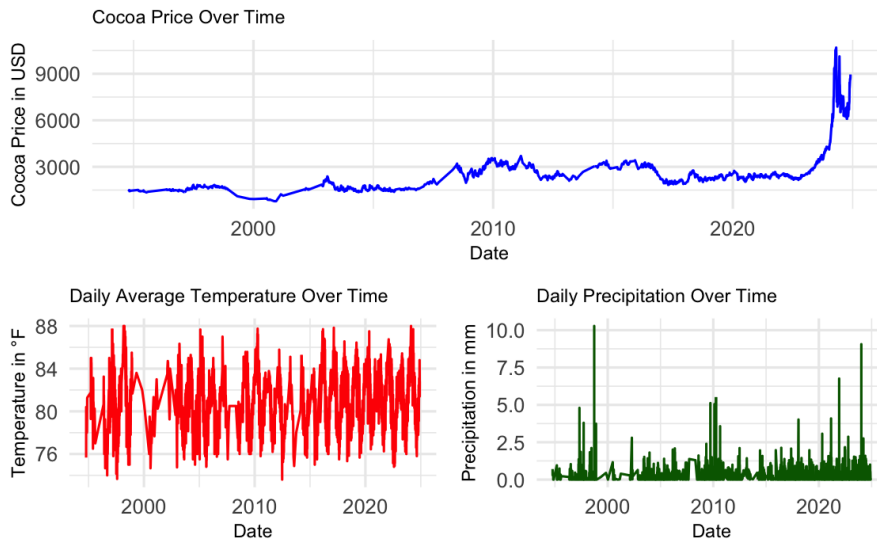 Cocoa Price Over Time
Cocoa Price in USD
9000
6000
3000
2000 2010 2020
Date
Daily Average Temperature Over Time
Temperature in °F
88
84
80
76
2000 2010 2020
Date
Daily Precipitation Over Time
Precipitation in mm
10.0
7.5
5.0
2.5
0.0
2000 2010 2020
Date